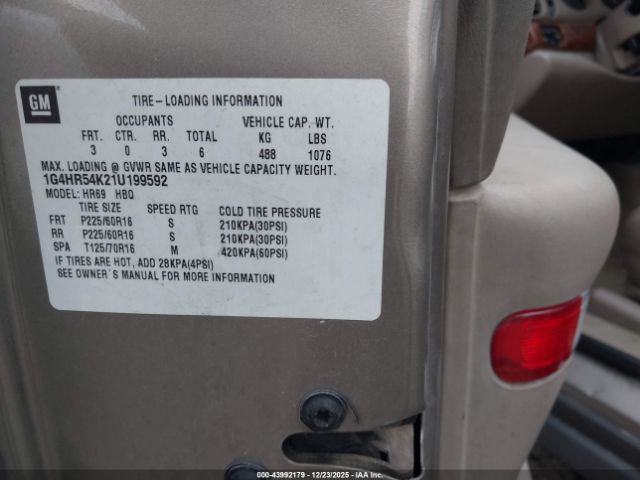 GM
TIRE-LOADING INFORMATION
OCCUPANTS VEHICLE CAP. WT.
FRT. CTR. RR. TOTAL KG LBS
3 0 3 6 488 1076
MAX. LOADING @ GVWR SAME AS VEHICLE CAPACITY WEIGHT.
1G4HR54K21U199592
MODEL: HR69 HBQ
TIRE SIZE SPEED RTG COLD TIRE PRESSURE
FRT P225/60R16 S 210KPA(30PSI)
RR P225/60R16 S 210KPA(30PSI)
SPA T125/70R16 M 420KPA(60PSI)
IF TIRES ARE HOT, ADD 28KPA(4PSI)
SEE OWNER'S MANUAL FOR MORE INFORMATION
000-43992179 - 12/23/2025 - IAAI.COM